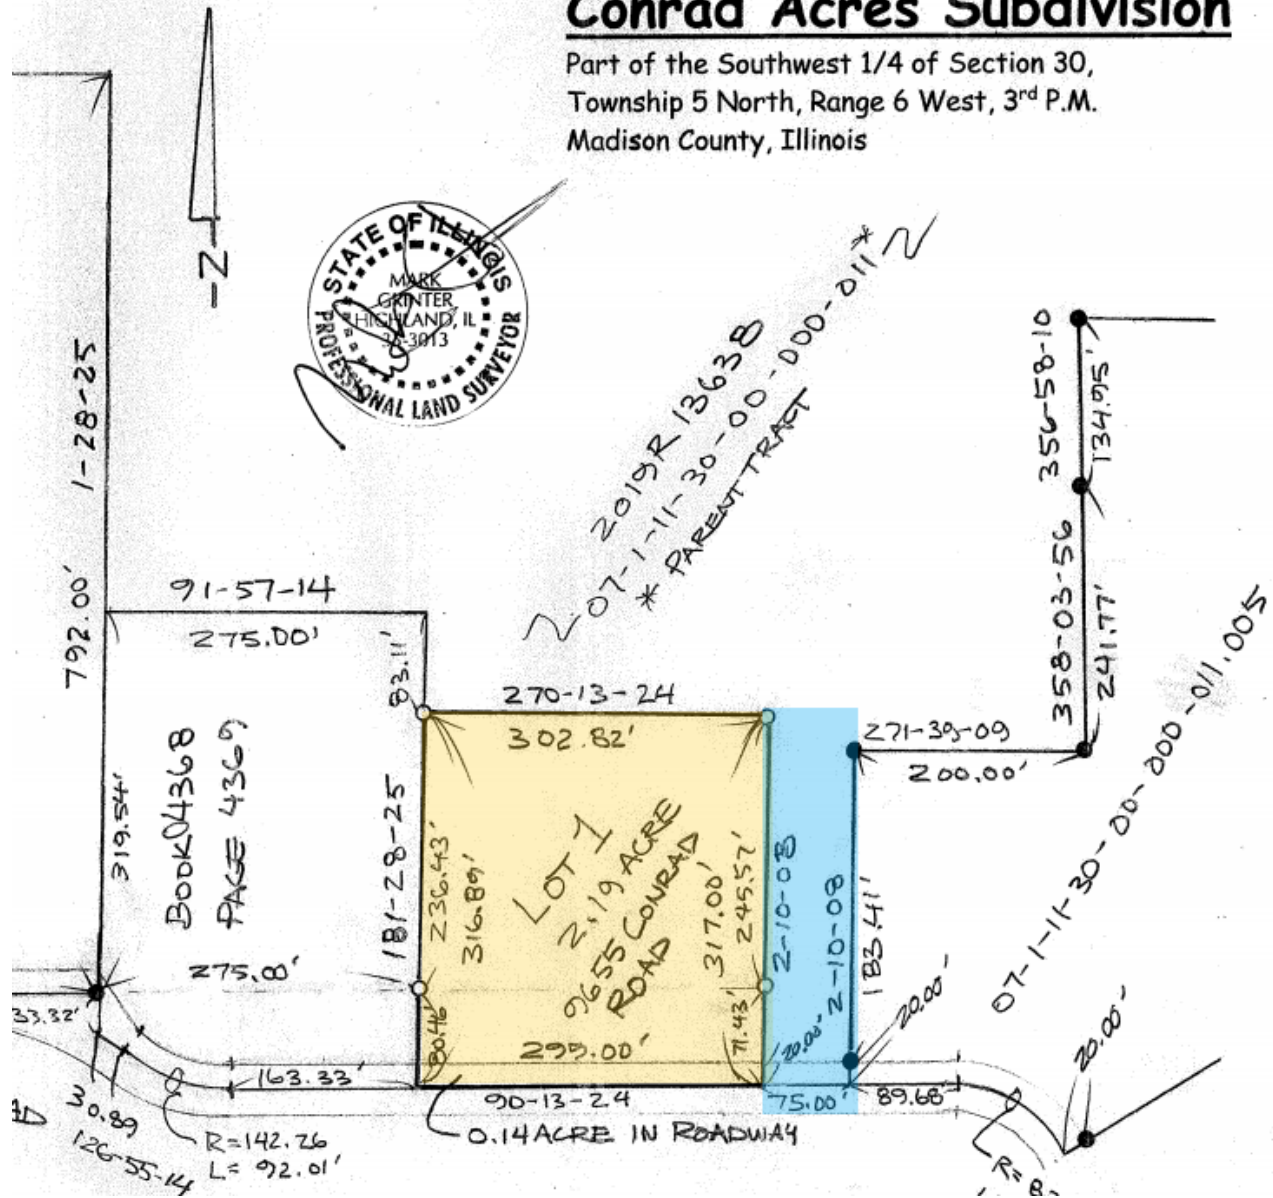 Conrad Acres Subdivision
Part of the Southwest 1/4 of Section 30,
Township 5 North, Range 6 West, 3rd P.M.
Madison County, Illinois
N
STATE OF ILLINOIS
MARK
GRINTER
HIGHLAND, IL
35-3013
PROFESSIONAL LAND SURVEYOR
2019R 13638
07-1-11-30-00-000-011*
* PARENT TRACT
1-28-25
792.00'
356-58-10
134.95'
358-03-56
241.77'
91-57-14
275.00'
83.11'
270-13-24
302.82'
271-39-09
200.00'
BOOK 04368
PAGE 4369
319.54'
181-28-25
236.43'
316.89'
LOT 1
2.19 ACRE
9655 CONRAD
ROAD
317.00'
245.57'
2-10-08
2-10-08
183.41'
07-1-11-30-00-000-011.005
275.00'
33.32'
80.46'
71.43'
20.00'
20.00'
20.00'
299.00'
163.33'
90-13-24
75.00'
89.68'
30.89
126-55-14
R=142.26
L= 92.01'
0.14 ACRE IN ROADWAY